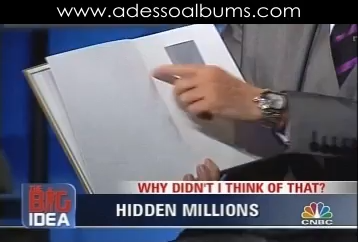 www.adessoalbums.com
WHY DIDN'T I THINK OF THAT?
THE
BIG
IDEA
HIDDEN MILLIONS
CNBC